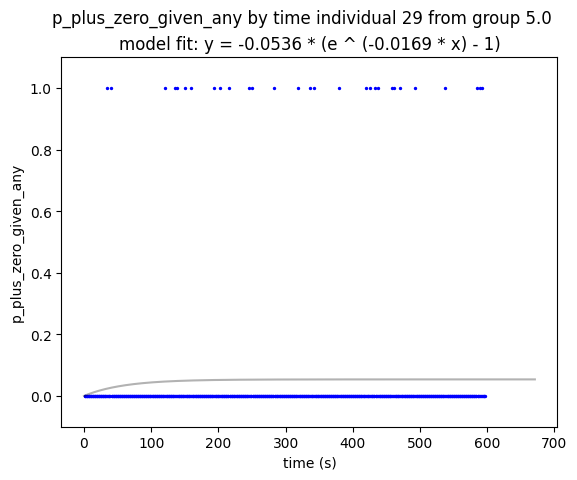 p_plus_zero_given_any by time individual 29 from group 5.0
model fit: y = -0.0536 * (e ^ (-0.0169 * x) - 1)
1.0
0.8
0.6
0.4
0.2
0.0
p_plus_zero_given_any
0 100 200 300 400 500 600 700
time (s)